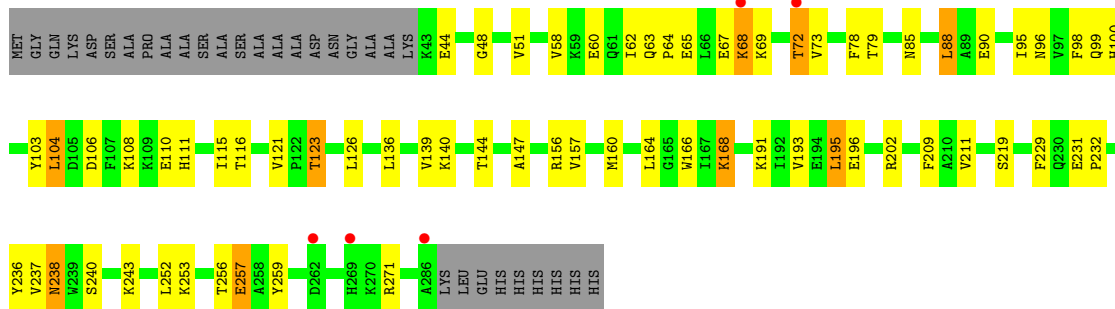 MET GLY GLN LYS ASP SER ALA PRO ALA ALA SER ALA SER ALA ALA ALA ASP ASN GLY ALA ALA LYS K43 E44 G48 V51 V58 K59 E60 Q61 I62 Q63 P64 E65 L66 E67 K68 K69 T72 V73 F78 T79 N85 L88 A89 E90 I95 N96 V97 F98 Q99 H100
Y103 L104 D105 D106 F107 K108 K109 E110 H111 I115 T116 V121 P122 T123 L126 L136 V139 K140 T144 A147 R156 V157 M160 L164 G165 W166 I167 K168 K191 I192 V193 E194 L195 E196 R202 F209 A210 V211 S219 F229 Q230 E231 P232
Y236 V237 N238 W239 S240 K243 L252 K253 T256 E257 A258 Y259 D262 H269 K270 R271 A286 LYS LEU GLU HIS HIS HIS HIS HIS HIS